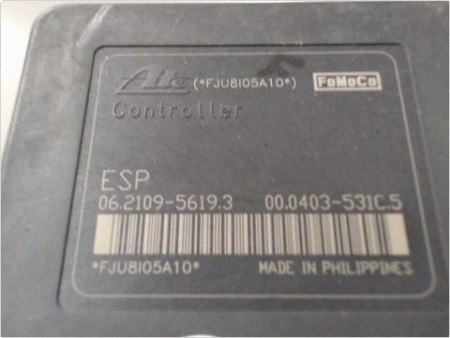 Ate (*FJU8I05A10*) FoMoCo
Controller
ESP
06.2109-5619.3 00.0403-531C.5
*FJU8I05A10* MADE IN PHILIPPINES